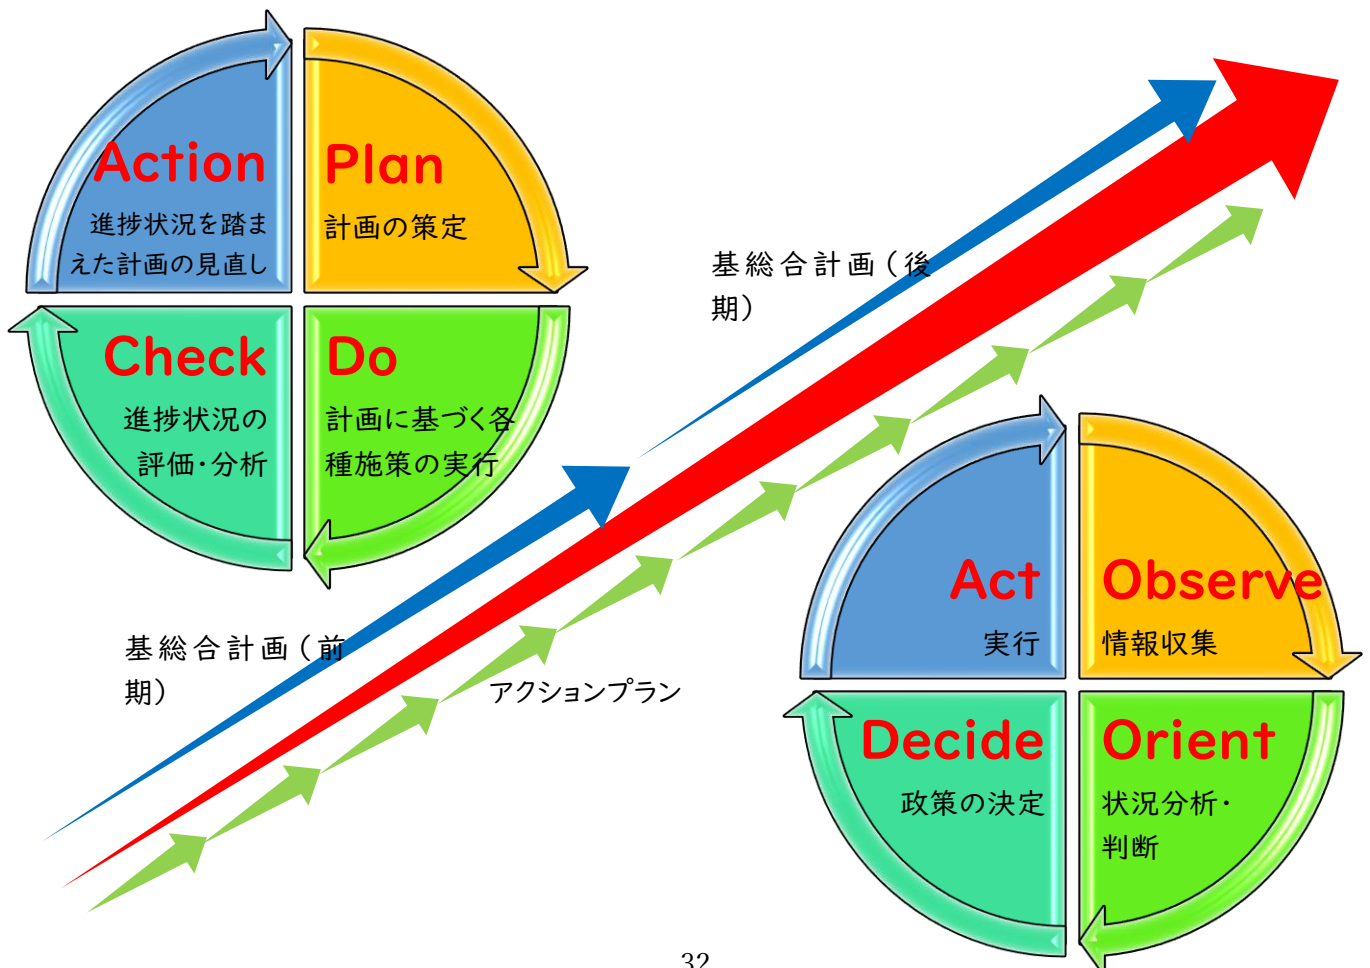 Action
進捗状況を踏ま
えた計画の見直し
Plan
計画の策定
Check
進捗状況の
評価・分析
Do
計画に基づく各
種施策の実行
基総合計画（後
期）
基総合計画（前
期）
アクションプラン
Act
実行
Observe
情報収集
Decide
政策の決定
Orient
状況分析・
判断
32